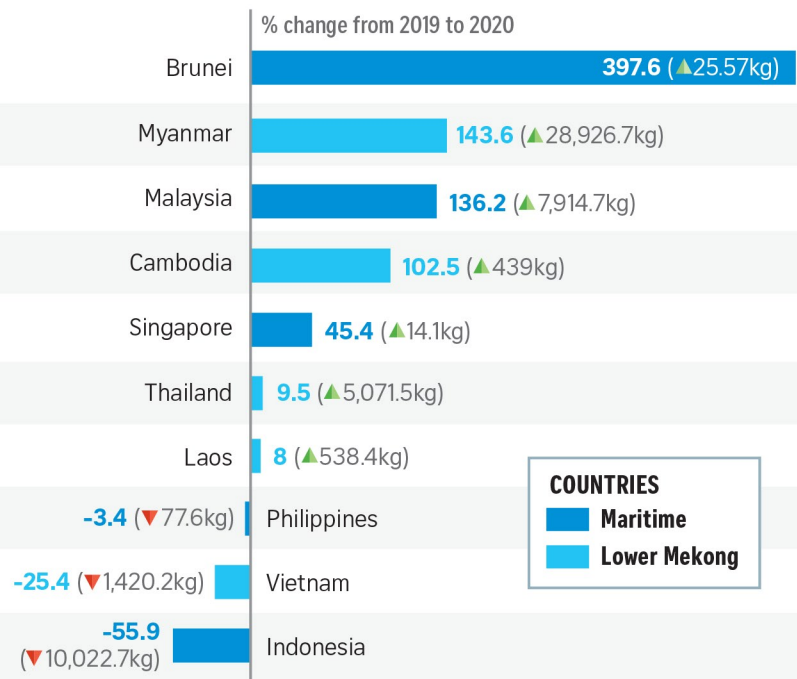 % change from 2019 to 2020
Brunei 397.6 (▲25.57kg)
Myanmar 143.6 (▲28,926.7kg)
Malaysia 136.2 (▲7,914.7kg)
Cambodia 102.5 (▲439kg)
Singapore 45.4 (▲14.1kg)
Thailand 9.5 (▲5,071.5kg)
Laos 8 (▲538.4kg)
-3.4 (▼77.6kg) Philippines
-25.4 (▼1,420.2kg) Vietnam
-55.9
(▼10,022.7kg) Indonesia
COUNTRIES
Maritime
Lower Mekong